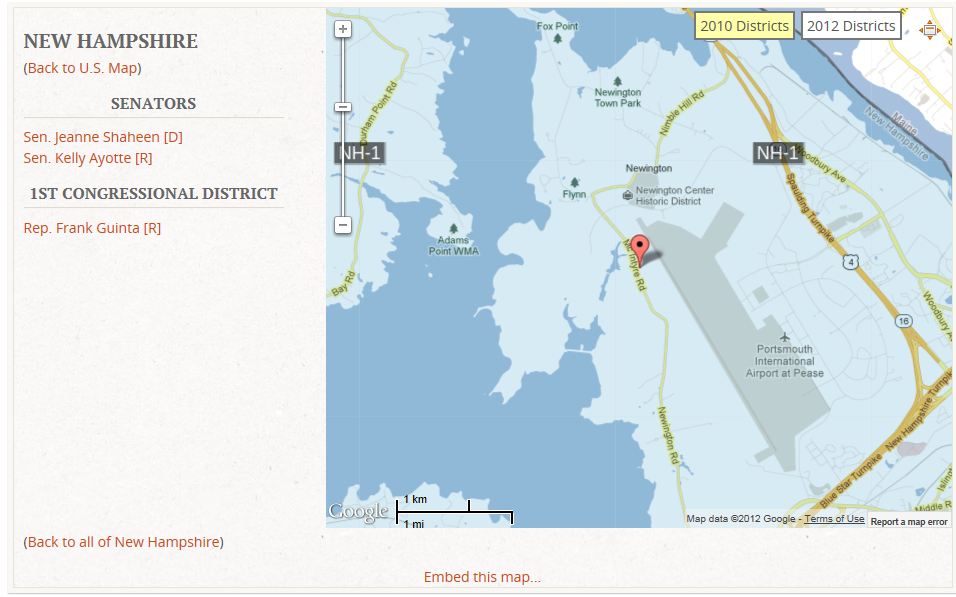 NEW HAMPSHIRE
(Back to U.S. Map)
SENATORS
Sen. Jeanne Shaheen [D]
Sen. Kelly Ayotte [R]
1ST CONGRESSIONAL DISTRICT
Rep. Frank Guinta [R]
2010 Districts
2012 Districts
Fox Point
Newington
Town Park
Nimble Hill Rd
Durham Point Rd
Maine
New Hampshire
NH-1
NH-1
Woodbury Ave
Newington
Flynn
Newington Center
Historic District
Spaulding Turnpike
Adams
Point WMA
McIntyre Rd
4
Bay Rd
Woodbury A
16
Portsmouth
International
Airport at Pease
New Hampshire Turnpik
Newington Rd
Blue Star Turnpike
Islin
Middle R
1 km
1 mi
Google
Map data ©2012 Google - Terms of Use
Report a map error
(Back to all of New Hampshire)
Embed this map...